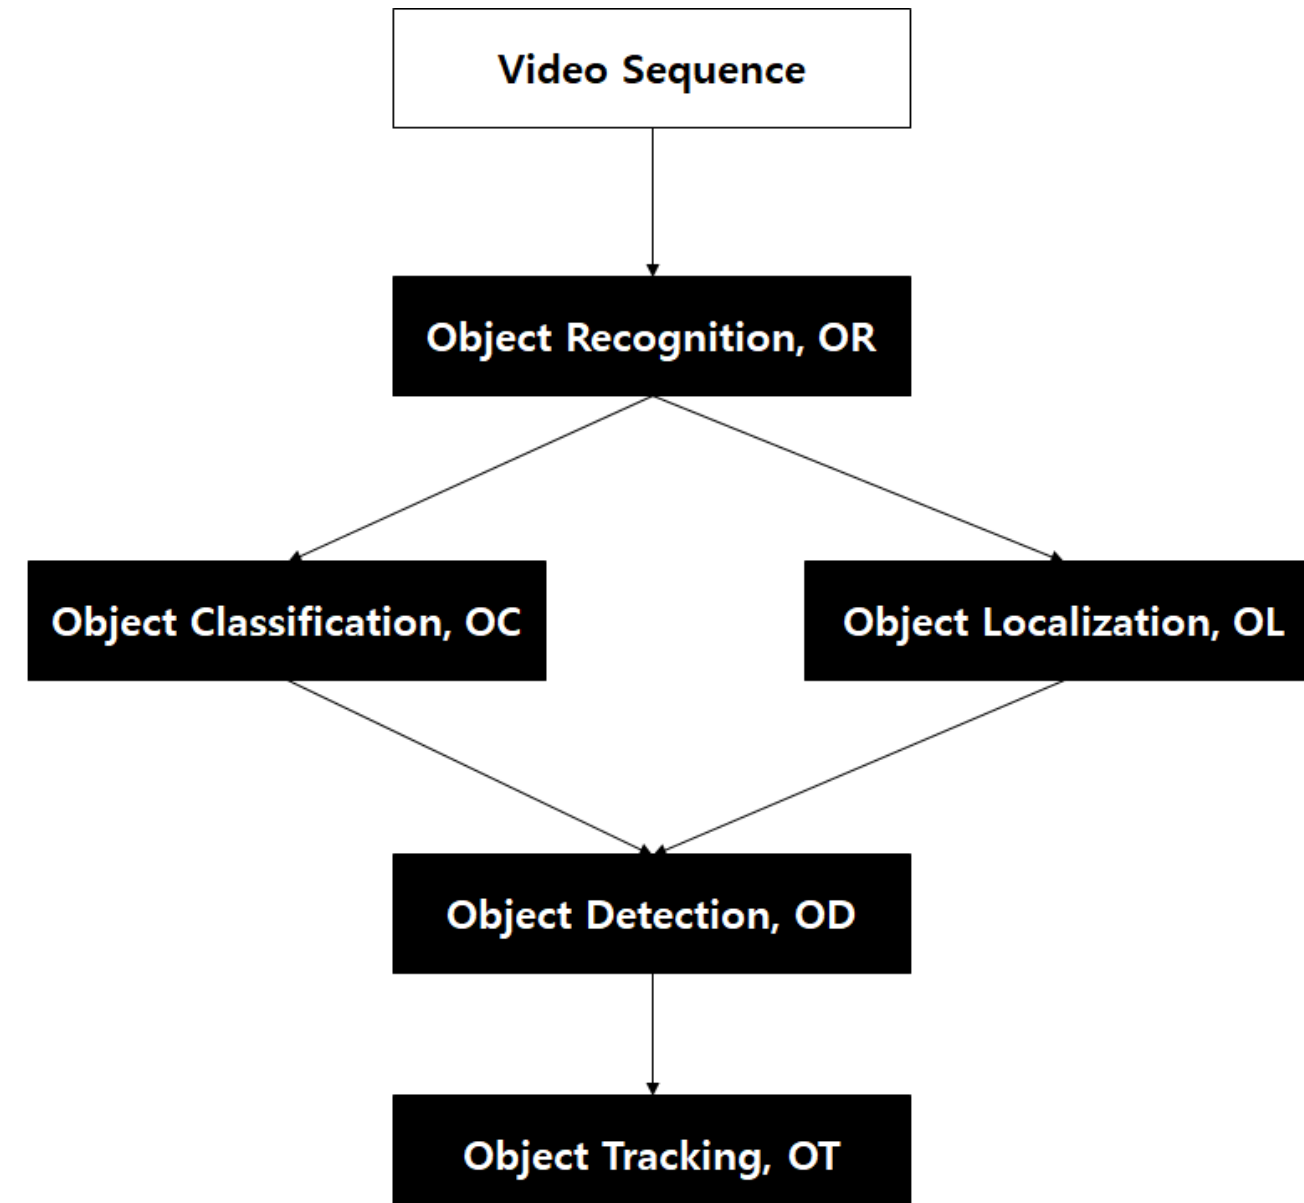 Video Sequence
Object Recognition, OR
Object Classification, OC
Object Localization, OL
Object Detection, OD
Object Tracking, OT